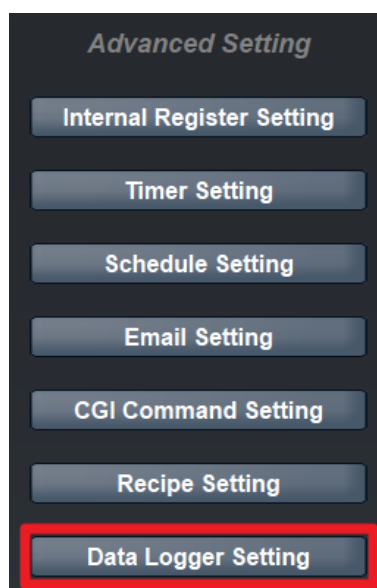 Advanced Setting
Internal Register Setting
Timer Setting
Schedule Setting
Email Setting
CGI Command Setting
Recipe Setting
Data Logger Setting